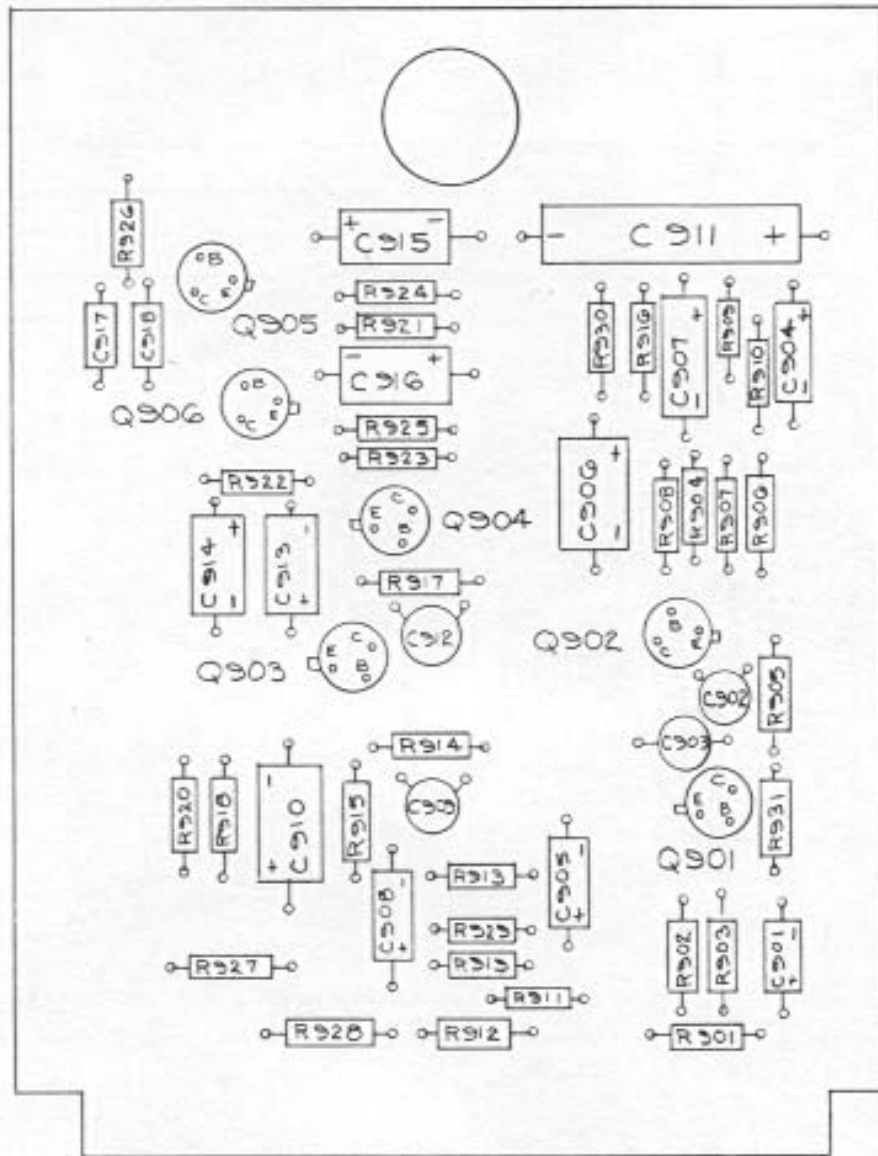 R926
+ C915 -
- C911 +
Q905
R924
R921
C917
C918
- C916 +
R930
R916
C907 + -
R909
R910
C904 + -
Q906
R925
R923
R922
C914 + -
C913 - +
Q904
C906 + -
R908
R904
R907
R906
R917
C912
Q903
Q902
C902
R905
C903
R914
R920
R918
C910 - +
R915
C909
R931
Q901
R913
C905 - +
C908 - +
R929
R919
R902
R903
C901 - +
R927
R911
R928
R912
R901
B
C E
B
C E
E C
B
E C
B
B
C E
C
E B